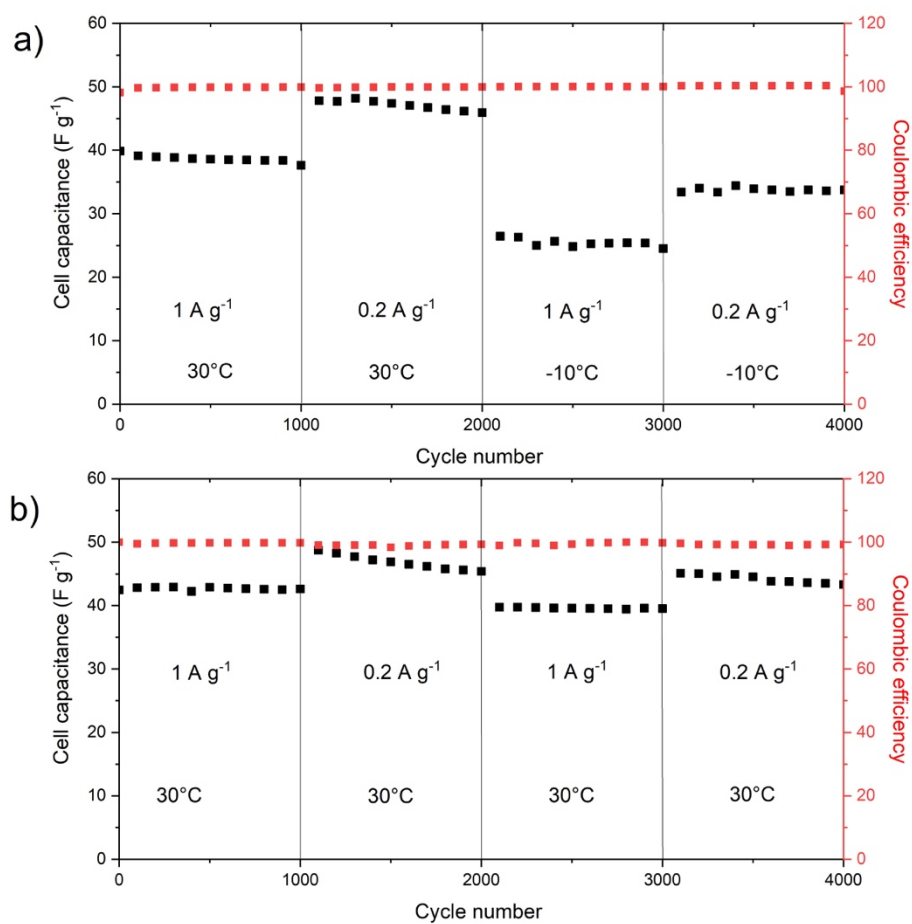 a)
Cell capacitance (F g⁻¹)
60
50
40
30
20
10
0
1 A g⁻¹
0.2 A g⁻¹
1 A g⁻¹
0.2 A g⁻¹
30°C
30°C
-10°C
-10°C
120
100
80
60
40
20
0
Coulombic efficiency
0
1000
2000
3000
4000
Cycle number
b)
Cell capacitance (F g⁻¹)
60
50
40
30
20
10
0
1 A g⁻¹
0.2 A g⁻¹
1 A g⁻¹
0.2 A g⁻¹
30°C
30°C
30°C
30°C
120
100
80
60
40
20
0
Coulombic efficiency
0
1000
2000
3000
4000
Cycle number